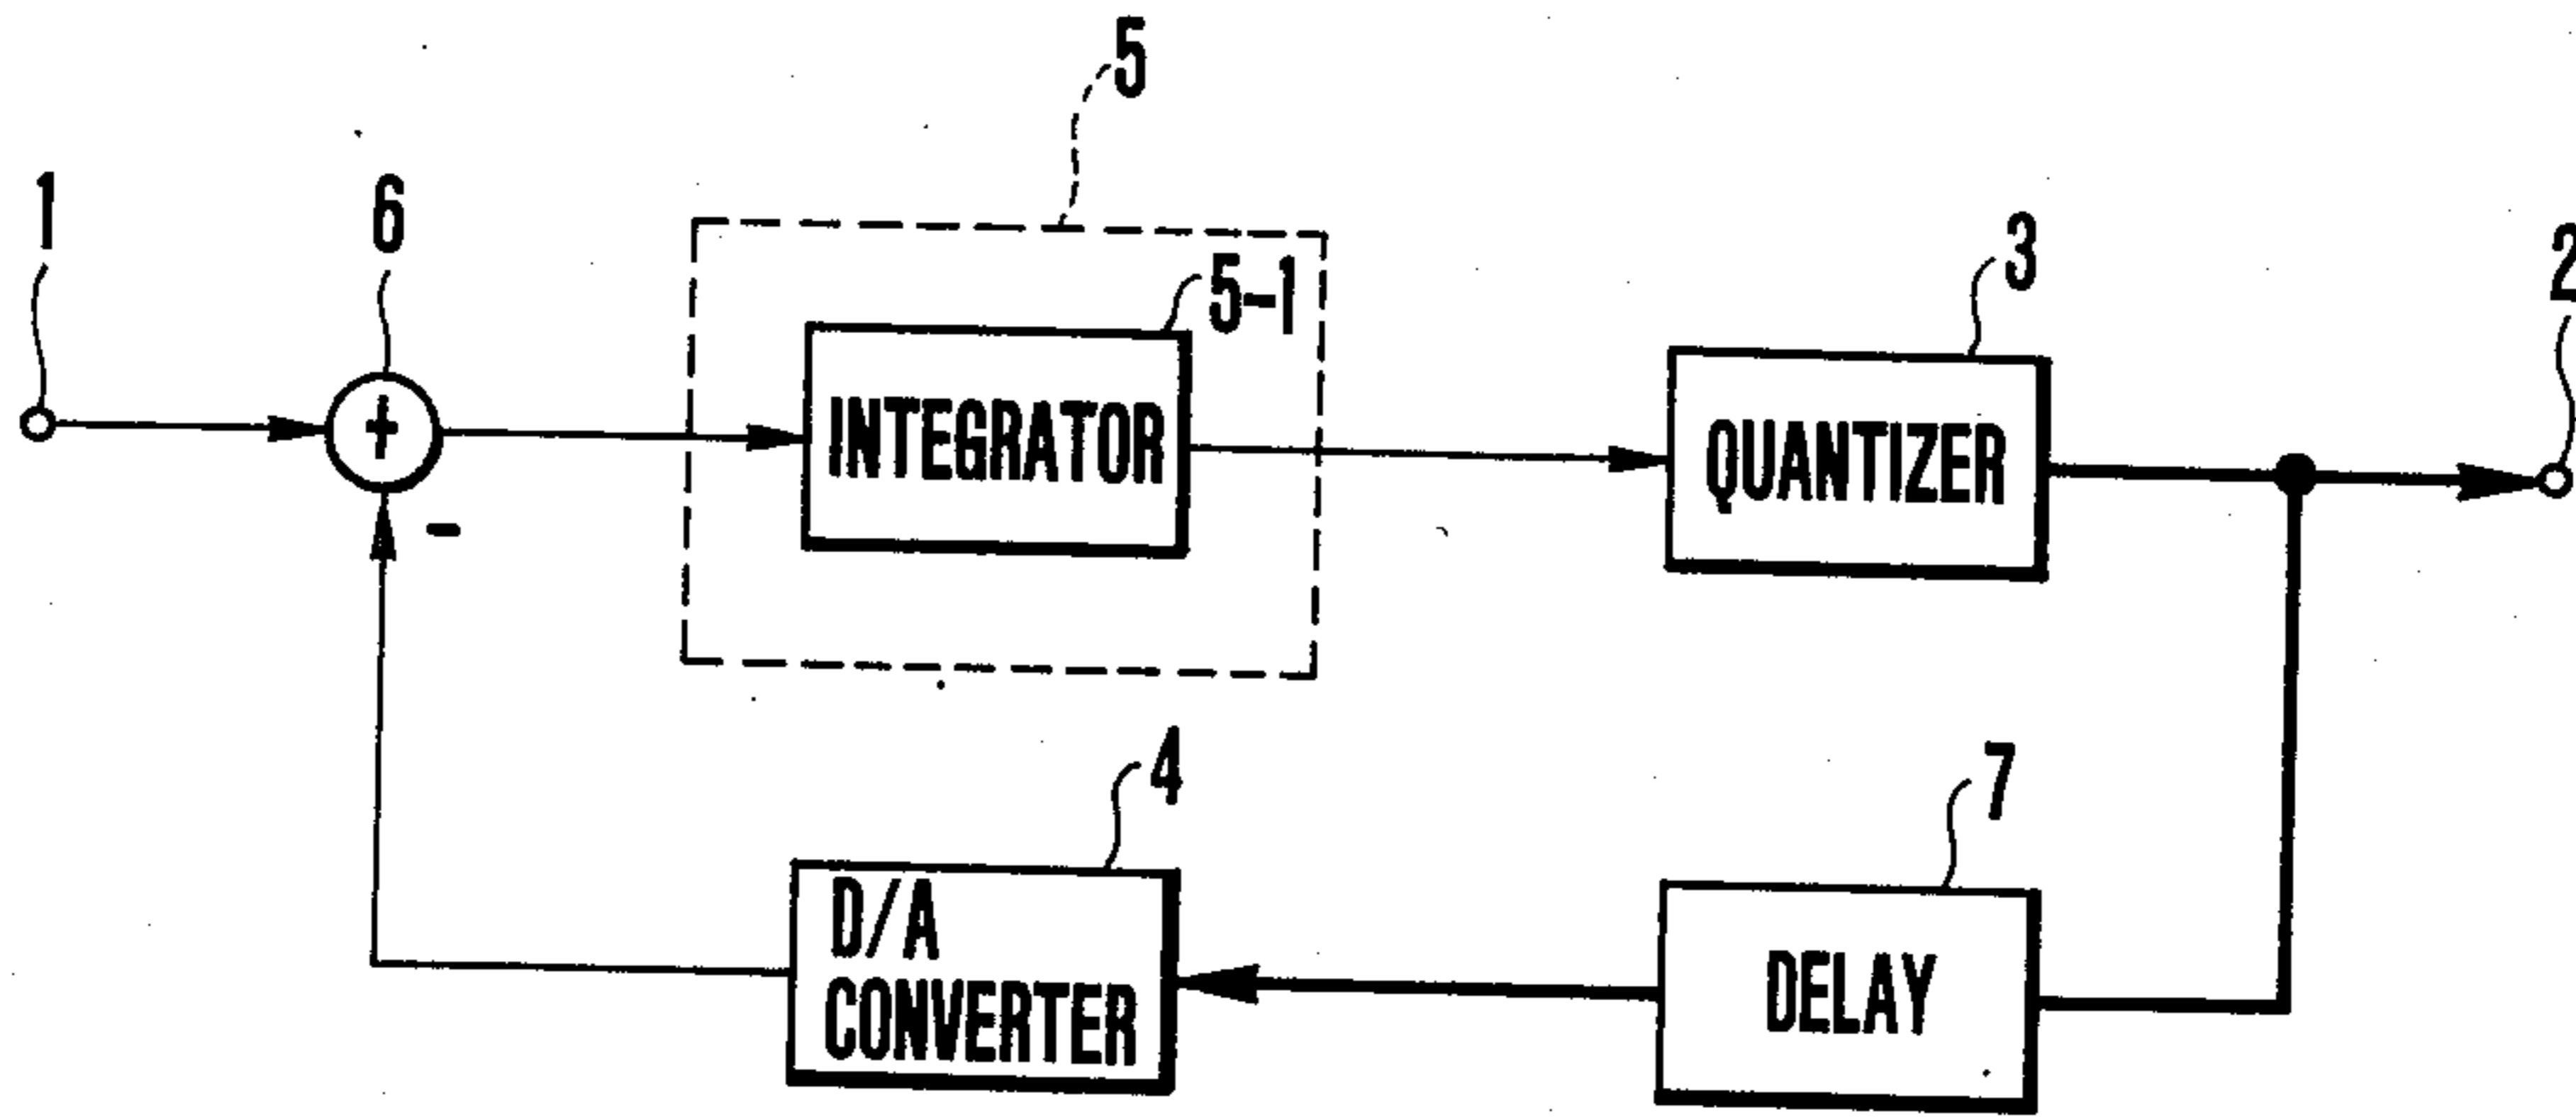 5
1
6
3
2
5-1
+
INTEGRATOR
QUANTIZER
-
4
7
D/A
CONVERTER
DELAY